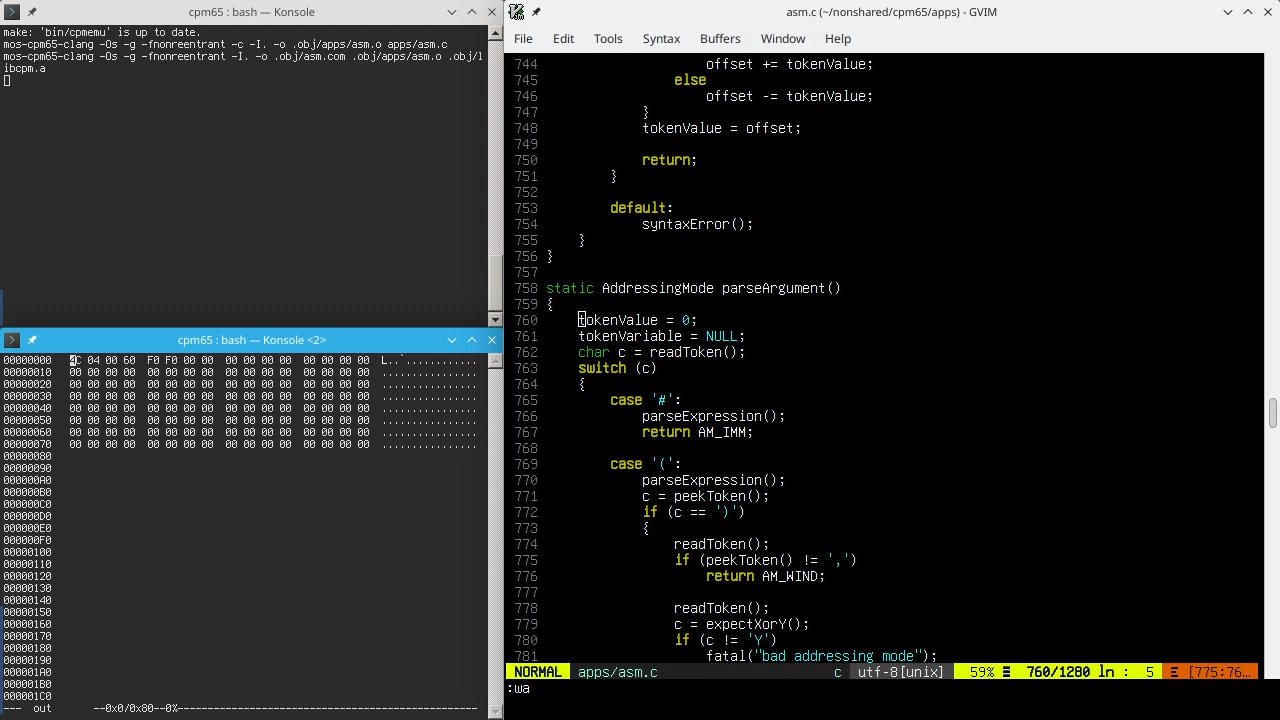 cpm65 : bash — Konsole
make: 'bin/cpmemu' is up to date.
mos-cpm65-clang -Os -g -fnonreentrant -c -I. -o .obj/apps/asm.o apps/asm.c
mos-cpm65-clang -Os -g -fnonreentrant -I. -o .obj/asm.com .obj/apps/asm.o .obj/l
ibcpm.a
cpm65 : bash — Konsole <2>
00000000 4C 04 00 60 F0 F0 00 00 00 00 00 00 00 00 00 00 L..`............
00000010 00 00 00 00 00 00 00 00 00 00 00 00 00 00 00 00 ................
00000020 00 00 00 00 00 00 00 00 00 00 00 00 00 00 00 00 ................
00000030 00 00 00 00 00 00 00 00 00 00 00 00 00 00 00 00 ................
00000040 00 00 00 00 00 00 00 00 00 00 00 00 00 00 00 00 ................
00000050 00 00 00 00 00 00 00 00 00 00 00 00 00 00 00 00 ................
00000060 00 00 00 00 00 00 00 00 00 00 00 00 00 00 00 00 ................
00000070 00 00 00 00 00 00 00 00 00 00 00 00 00 00 00 00 ................
00000080
00000090
000000A0
000000B0
000000C0
000000D0
000000E0
000000F0
00000100
00000110
00000120
00000130
00000140
00000150
00000160
00000170
00000180
00000190
000001A0
000001B0
000001C0
--- out --0x0/0x80--0%--------------------------------------------------
asm.c (~/nonshared/cpm65/apps) - GVIM
File Edit Tools Syntax Buffers Window Help
744 offset += tokenValue;
745 else
746 offset -= tokenValue;
747 }
748 tokenValue = offset;
749
750 return;
751 }
752
753 default:
754 syntaxError();
755 }
756 }
757
758 static AddressingMode parseArgument()
759 {
760 tokenValue = 0;
761 tokenVariable = NULL;
762 char c = readToken();
763 switch (c)
764 {
765 case '#':
766 parseExpression();
767 return AM_IMM;
768
769 case '(':
770 parseExpression();
771 c = peekToken();
772 if (c == ')')
773 {
774 readToken();
775 if (peekToken() != ',')
776 return AM_WIND;
777
778 readToken();
779 c = expectXorY();
780 if (c != 'Y')
781 fatal("bad addressing mode");
NORMAL apps/asm.c c utf-8[unix] 59% ☰ 760/1280 ln : 5 Ξ [775:76…
:wa